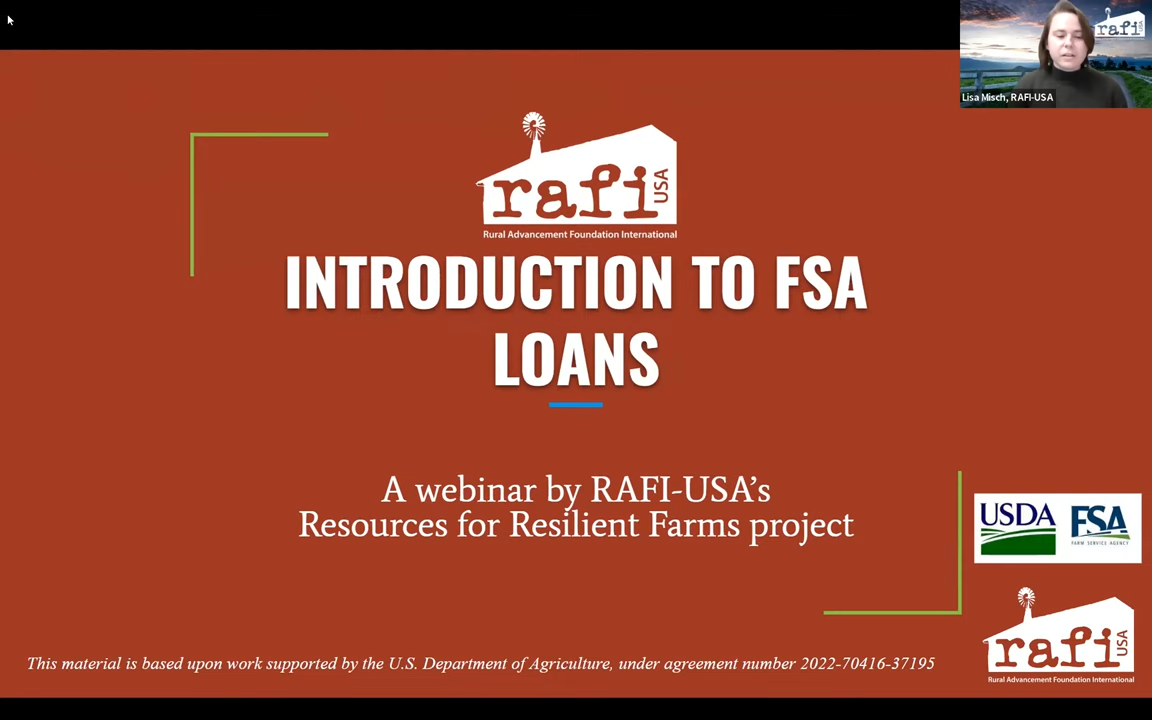 rafi USA
Lisa Misch, RAFI-USA
rafi USA
Rural Advancement Foundation International
INTRODUCTION TO FSA
LOANS
A webinar by RAFI-USA's
Resources for Resilient Farms project
USDA FSA
FARM SERVICE AGENCY
rafi USA
Rural Advancement Foundation International
This material is based upon work supported by the U.S. Department of Agriculture, under agreement number 2022-70416-37195